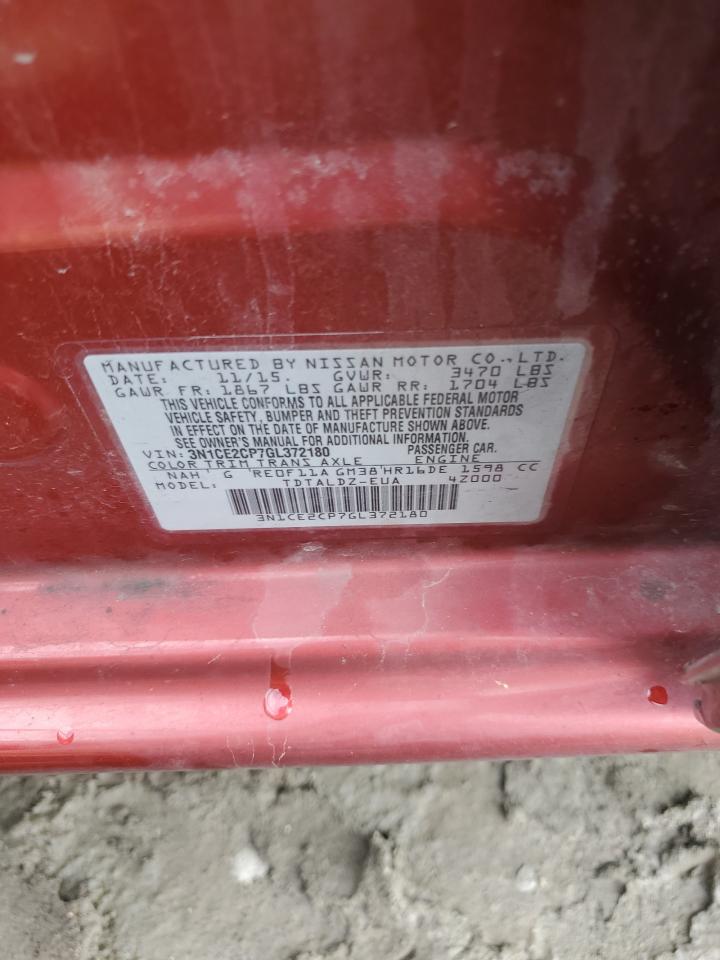 MANUFACTURED BY NISSAN MOTOR CO.,LTD.
DATE: 11/15. GVWR: 3470 LBS
GAWR FR: 1867 LBS GAWR RR: 1704 LBS
THIS VEHICLE CONFORMS TO ALL APPLICABLE FEDERAL MOTOR
VEHICLE SAFETY, BUMPER AND THEFT PREVENTION STANDARDS
IN EFFECT ON THE DATE OF MANUFACTURE SHOWN ABOVE.
SEE OWNER'S MANUAL FOR ADDITIONAL INFORMATION.
VIN: 3N1CE2CP7GL372180 PASSENGER CAR.
COLOR TRIM TRANS AXLE ENGINE
NAH G RE0F11A GM38 HR16DE 1598 CC
MODEL: TDTALDZ-EUA 4Z000
3N1CE2CP7GL372180